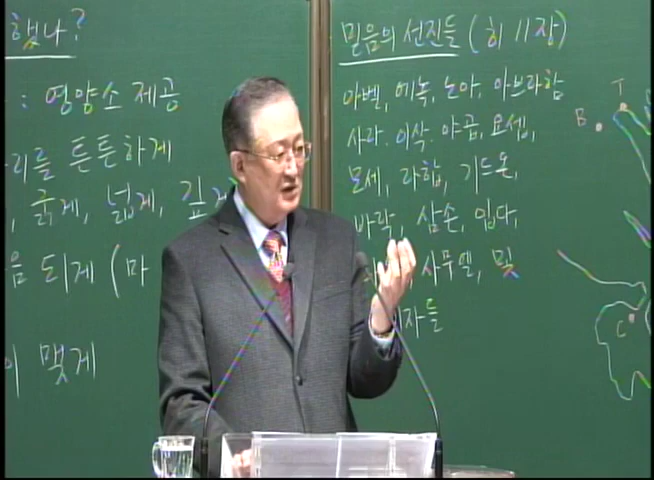 했나?
: 영양소 제공
리를 튼튼하게
, 굵게, 넓게, 깊
음 되게 (마
이 맺게
믿음의 선진들 (히 11장)
아벨, 에녹, 노아, 아브라함
사라. 이삭. 야곱, 요셉,
모세, 라합, 기드온,
바락, 삼손, 입다,
사무엘, 및
자들
T
B
C